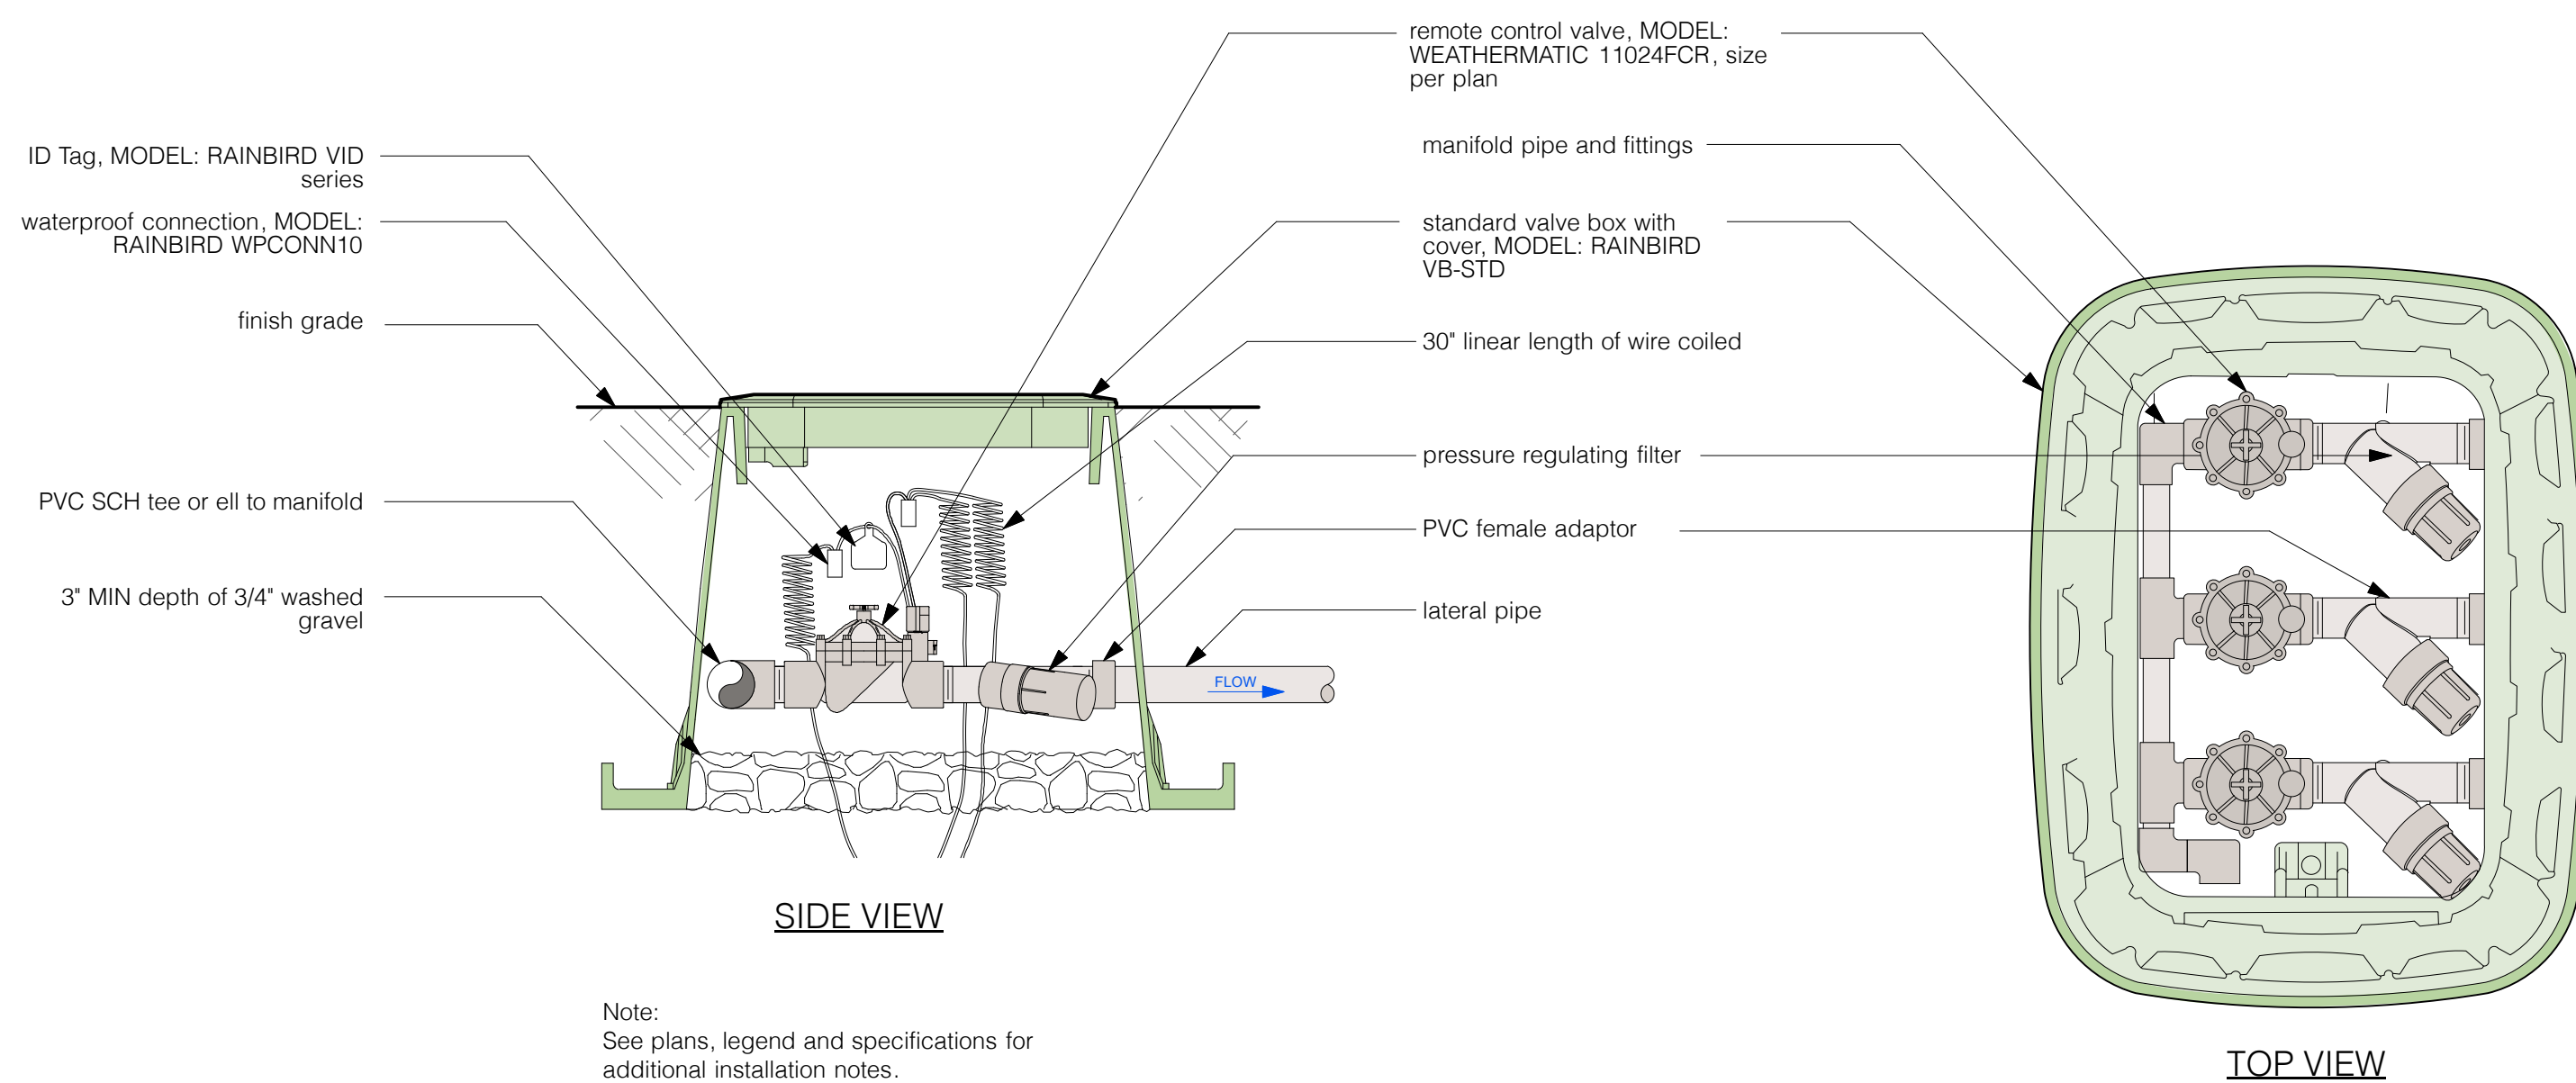 remote control valve, MODEL:
WEATHERMATIC 11024FCR, size
per plan
ID Tag, MODEL: RAINBIRD VID
series
manifold pipe and fittings
waterproof connection, MODEL:
RAINBIRD WPCONN10
standard valve box with
cover, MODEL: RAINBIRD
VB-STD
finish grade
30" linear length of wire coiled
pressure regulating filter
PVC SCH tee or ell to manifold
PVC female adaptor
3" MIN depth of 3/4" washed
gravel
lateral pipe
FLOW
SIDE VIEW
Note:
See plans, legend and specifications for
additional installation notes.
TOP VIEW